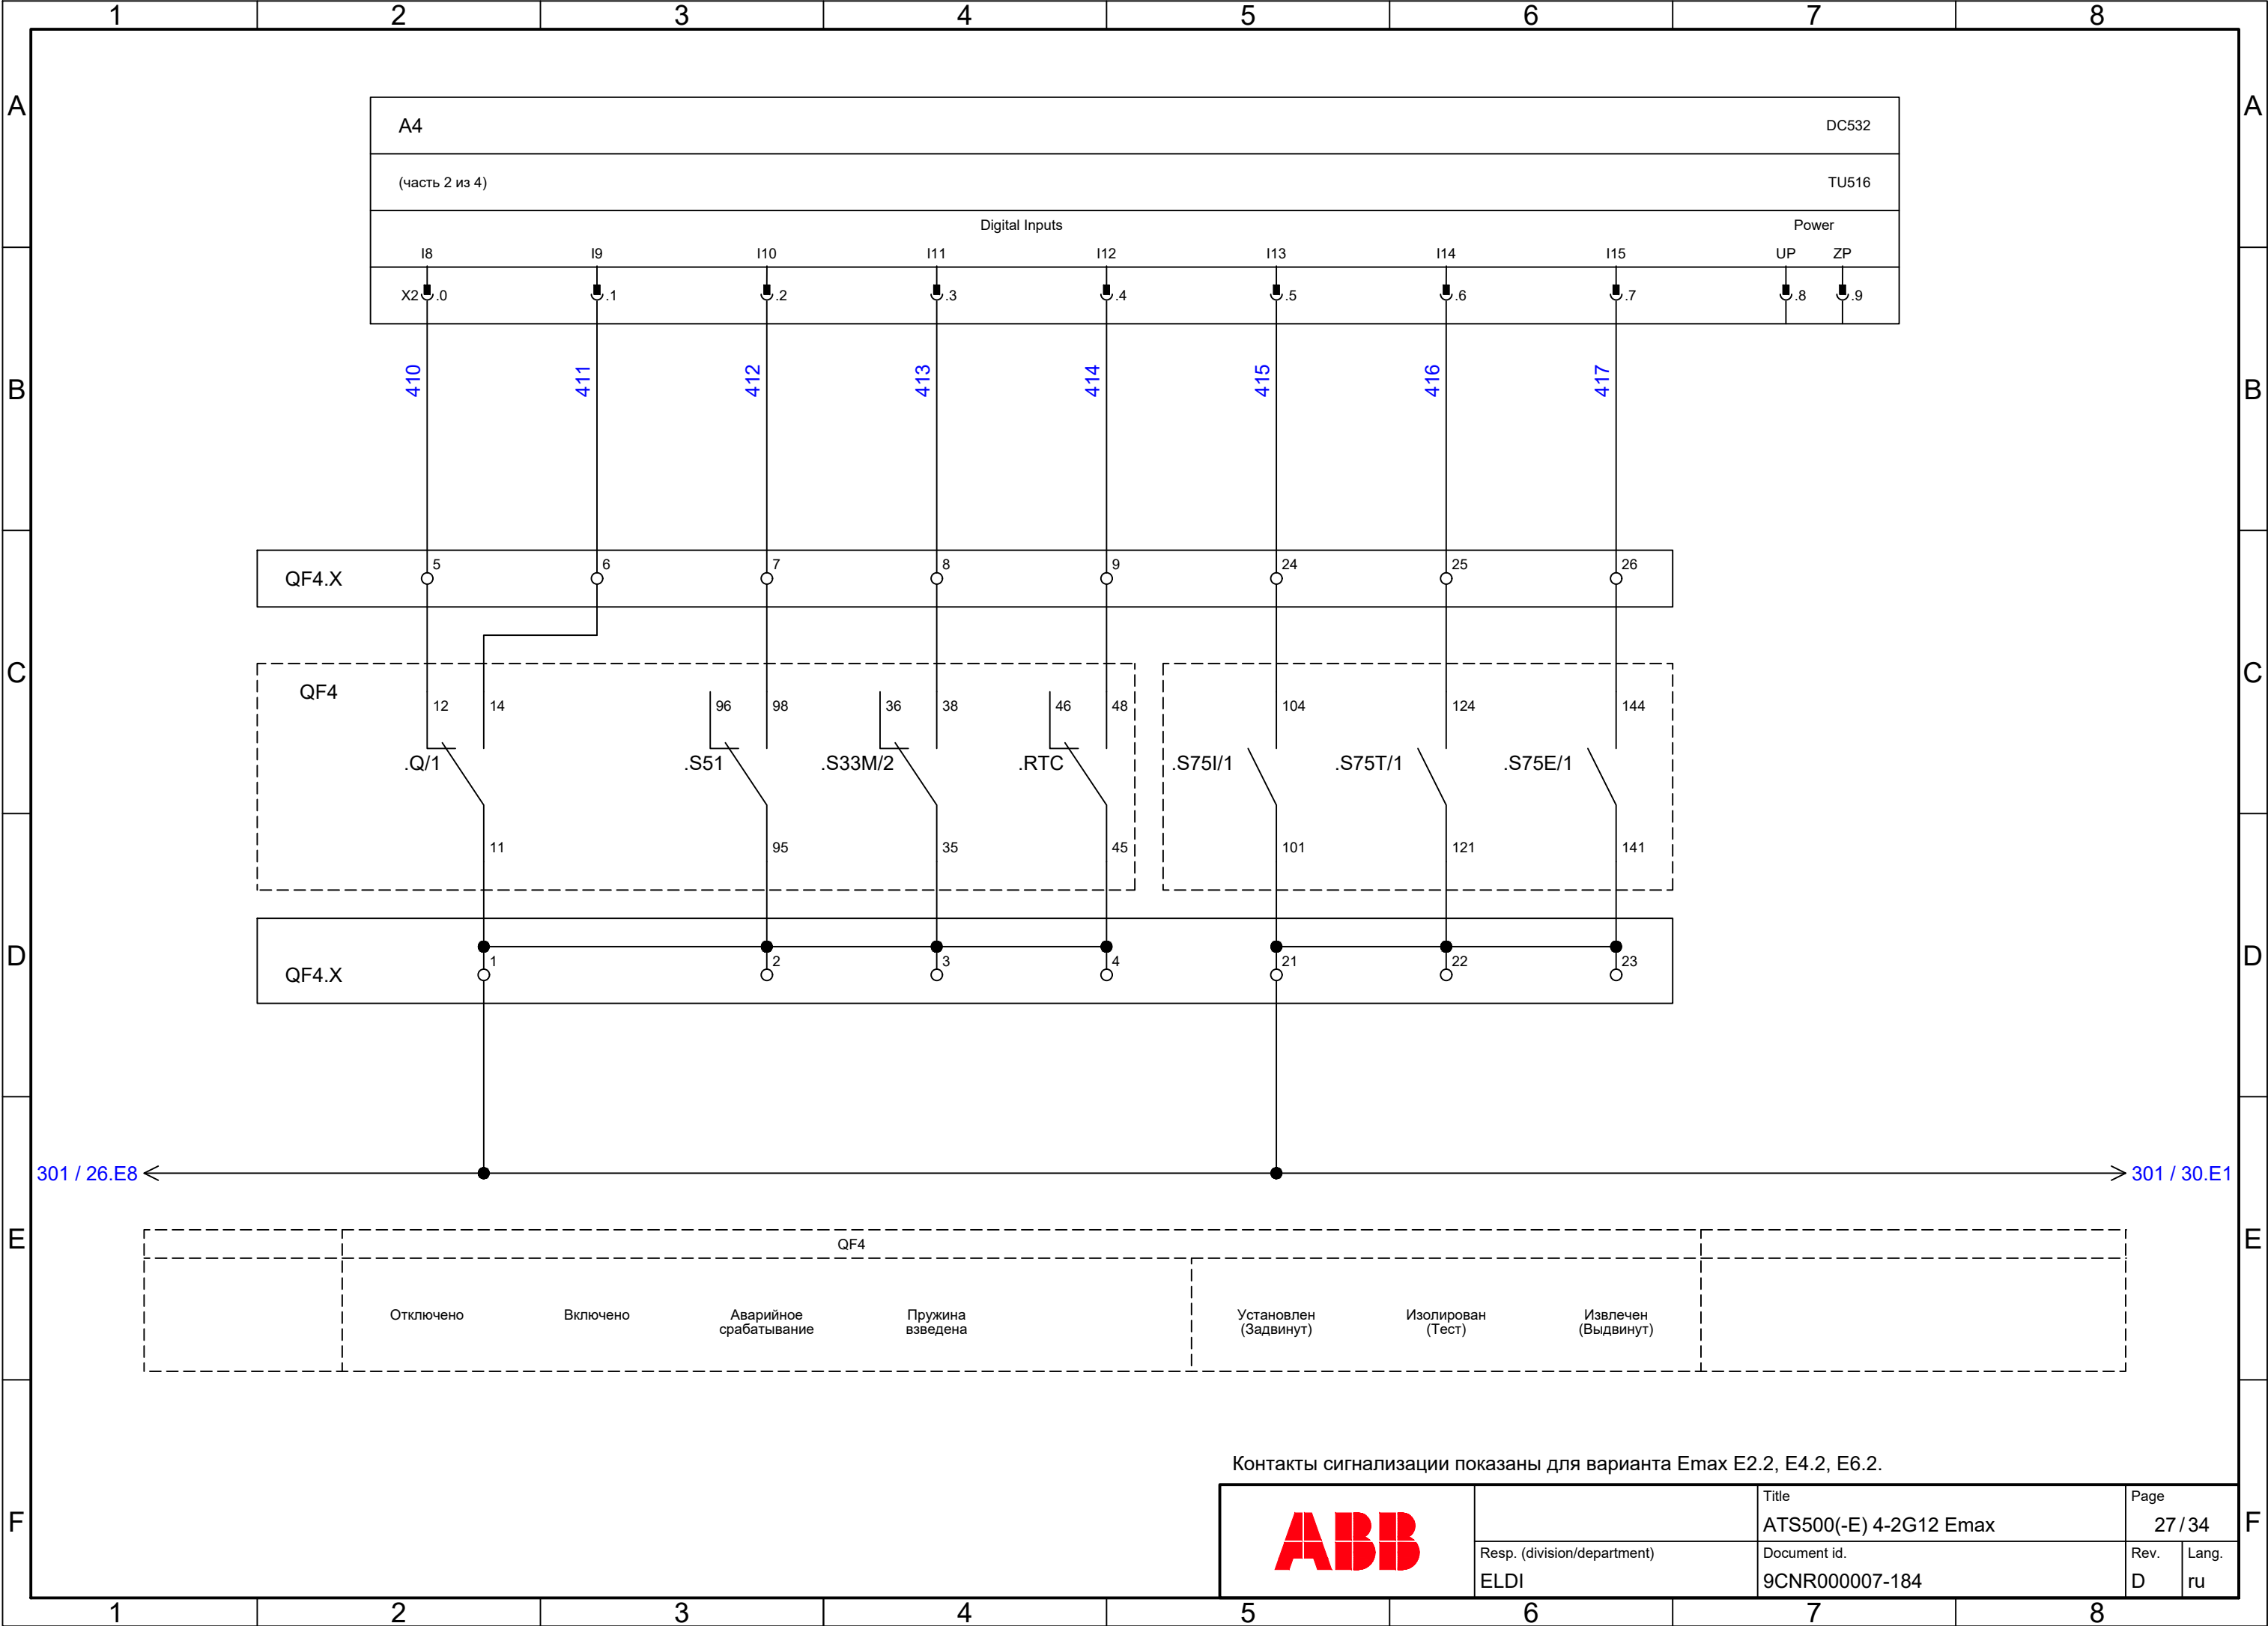 1 2 3 4 5 6 7 8
A A
A4 DC532
(часть 2 из 4) TU516
Digital Inputs Power
I8 I9 I10 I11 I12 I13 I14 I15 UP ZP
X2 .0 .1 .2 .3 .4 .5 .6 .7 .8 .9
B B
410 411 412 413 414 415 416 417
5 6 7 8 9 24 25 26
QF4.X
C C
QF4
12 14 96 98 36 38 46 48 104 124 144
.Q/1 .S51 .S33M/2 .RTC .S75I/1 .S75T/1 .S75E/1
11 95 35 45 101 121 141
D D
1 2 3 4 21 22 23
QF4.X
301 / 26.E8 301 / 30.E1
E E
QF4
Отключено Включено Аварийное Пружина Установлен Изолирован Извлечен
срабатывание взведена (Задвинут) (Тест) (Выдвинут)
Контакты сигнализации показаны для варианта Emax E2.2, E4.2, E6.2.
F F
ABB
Title Page
ATS500(-E) 4-2G12 Emax 27 / 34
Resp. (division/department) Document id. Rev. Lang.
ELDI 9CNR000007-184 D ru
1 2 3 4 5 6 7 8